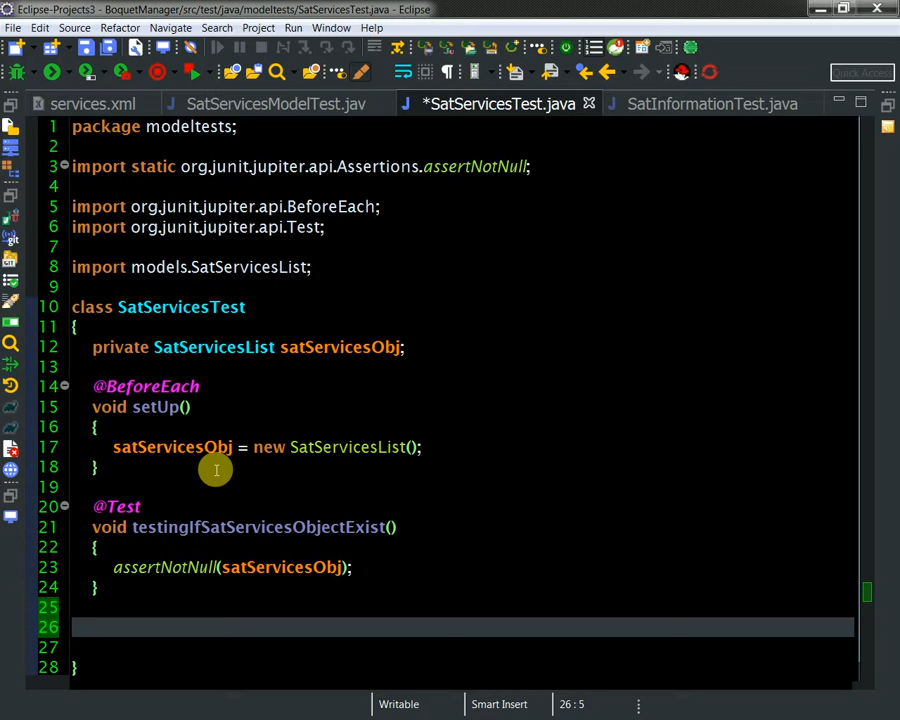 Eclipse-Projects3 - BoquetManager/src/test/java/modeltests/SatServicesTest.java - Eclipse
File Edit Source Refactor Navigate Search Project Run Window Help
Quick Access
services.xml SatServicesModelTest.jav *SatServicesTest.java SatInformationTest.java
1 package modeltests;
2
3 import static org.junit.jupiter.api.Assertions.assertNotNull;
4
5 import org.junit.jupiter.api.BeforeEach;
6 import org.junit.jupiter.api.Test;
7
8 import models.SatServicesList;
9
10 class SatServicesTest
11 {
12 private SatServicesList satServicesObj;
13
14 @BeforeEach
15 void setUp()
16 {
17 satServicesObj = new SatServicesList();
18 }
19
20 @Test
21 void testingIfSatServicesObjectExist()
22 {
23 assertNotNull(satServicesObj);
24 }
25
26
27
28 }
Writable Smart Insert 26 : 5